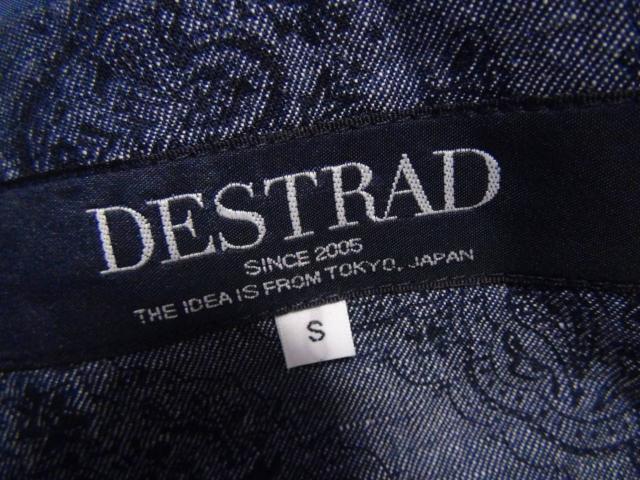 DESTRAD
SINCE 2005
THE IDEA IS FROM TOKYO, JAPAN
S